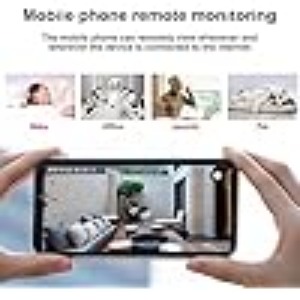 Mobile phone remote monitoring
The mobile phone can remotely view whenever and
wherever the device is connected to the internet.
Baby
Office
Pet